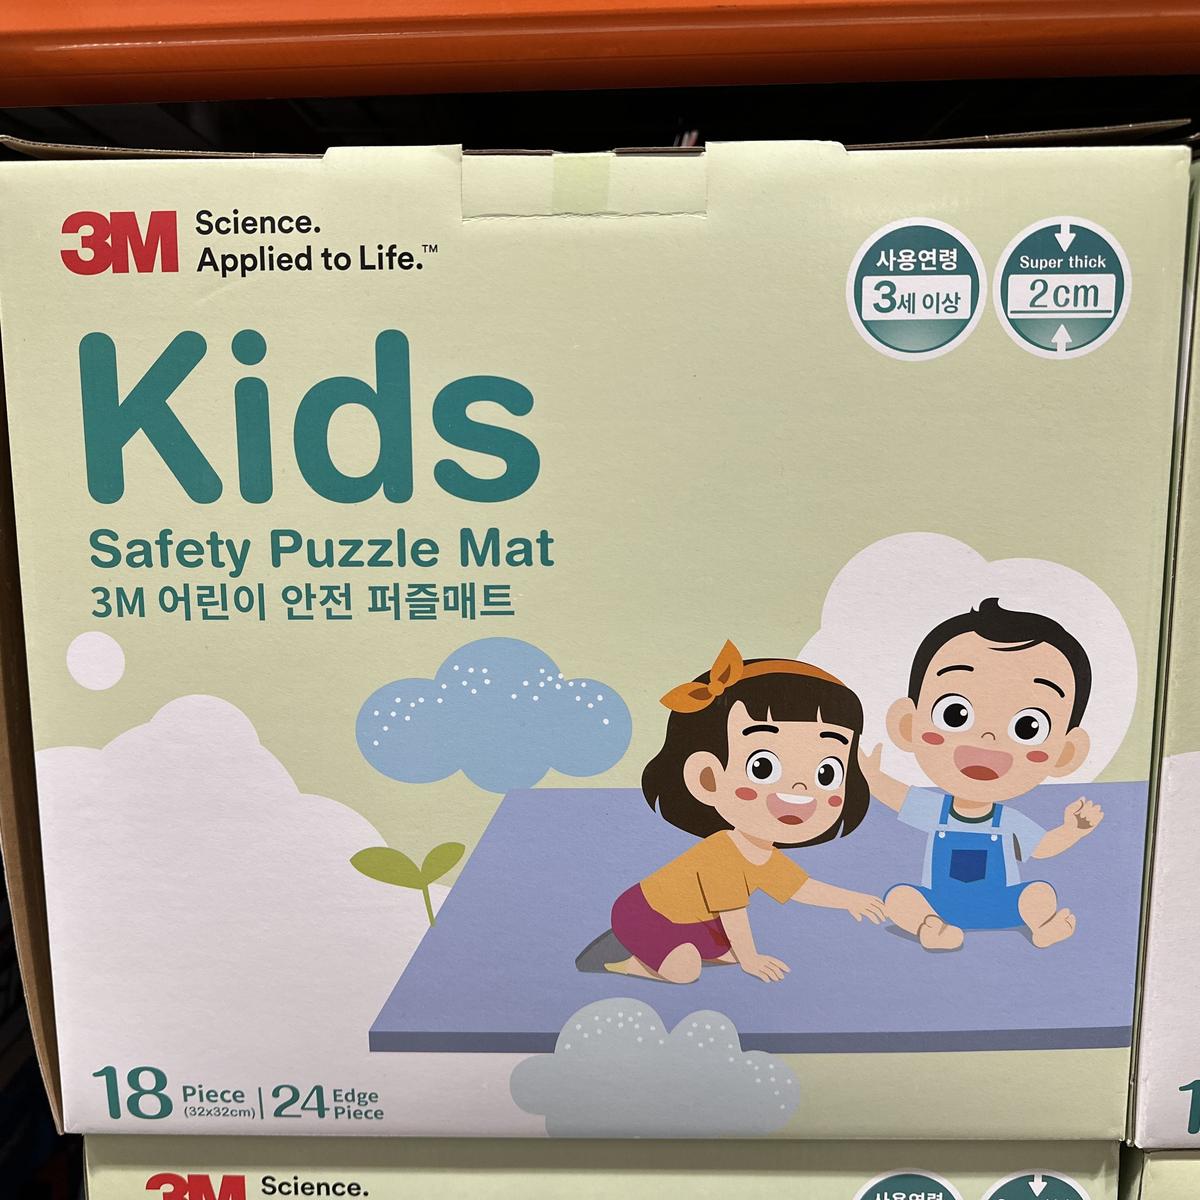 3M Science.
Applied to Life.™
사용연령
3세 이상
Super thick
2cm
Kids
Safety Puzzle Mat
3M 어린이 안전 퍼즐매트
18 Piece (32x32cm) | 24 Edge Piece
3M Science.